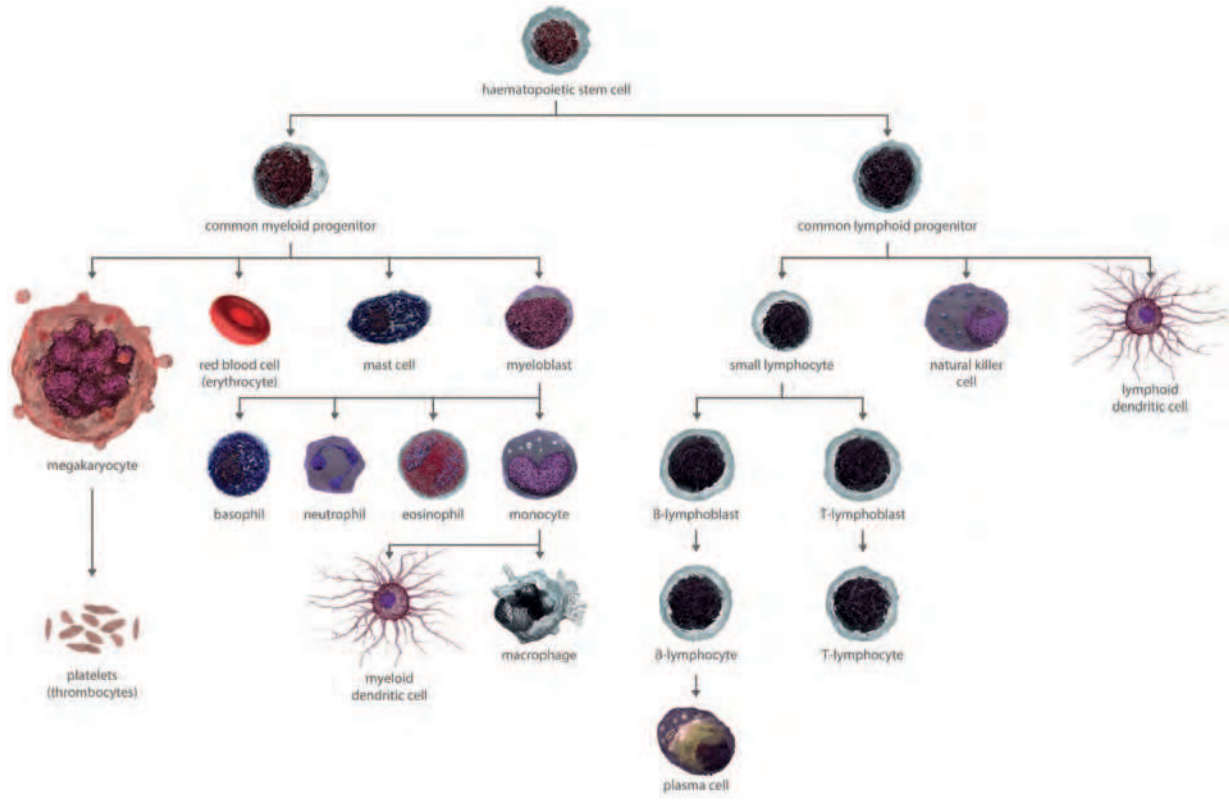 haematopoietic stem cell
common myeloid progenitor
common lymphoid progenitor
red blood cell
(erythrocyte)
mast cell
myeloblast
small lymphocyte
natural killer
cell
lymphoid
dendritic cell
megakaryocyte
basophil
neutrophil
eosinophil
monocyte
B-lymphoblast
T-lymphoblast
platelets
(thrombocytes)
myeloid
dendritic cell
macrophage
B-lymphocyte
T-lymphocyte
plasma cell